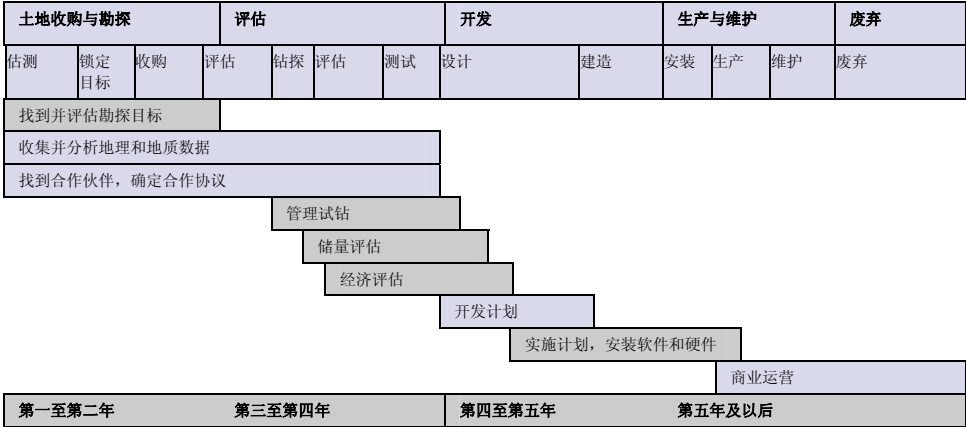 土地收购与勘探 评估 开发 生产与维护 废弃
估测 锁定目标 收购 评估 钻探 评估 测试 设计 建造 安装 生产 维护 废弃
找到并评估勘探目标
收集并分析地理和地质数据
找到合作伙伴，确定合作协议
管理试钻
储量评估
经济评估
开发计划
实施计划，安装软件和硬件
商业运营
第一至第二年 第三至第四年 第四至第五年 第五年及以后